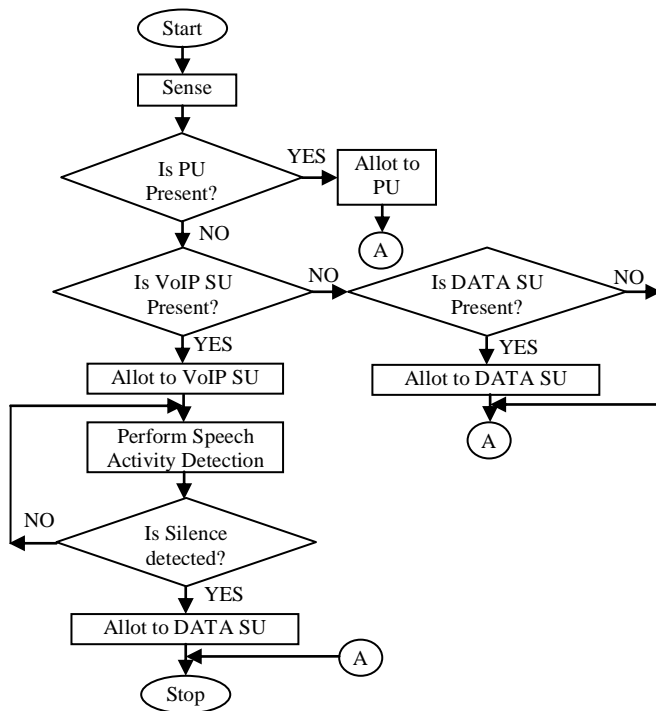 Start
Sense
Is PU
Present?
YES
Allot to
PU
A
NO
Is VoIP SU
Present?
NO
Is DATA SU
Present?
NO
YES
Allot to VoIP SU
YES
Allot to DATA SU
A
Perform Speech
Activity Detection
NO
Is Silence
detected?
YES
Allot to DATA SU
A
Stop